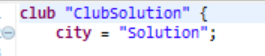 club "ClubSolution" {
city = "Solution";